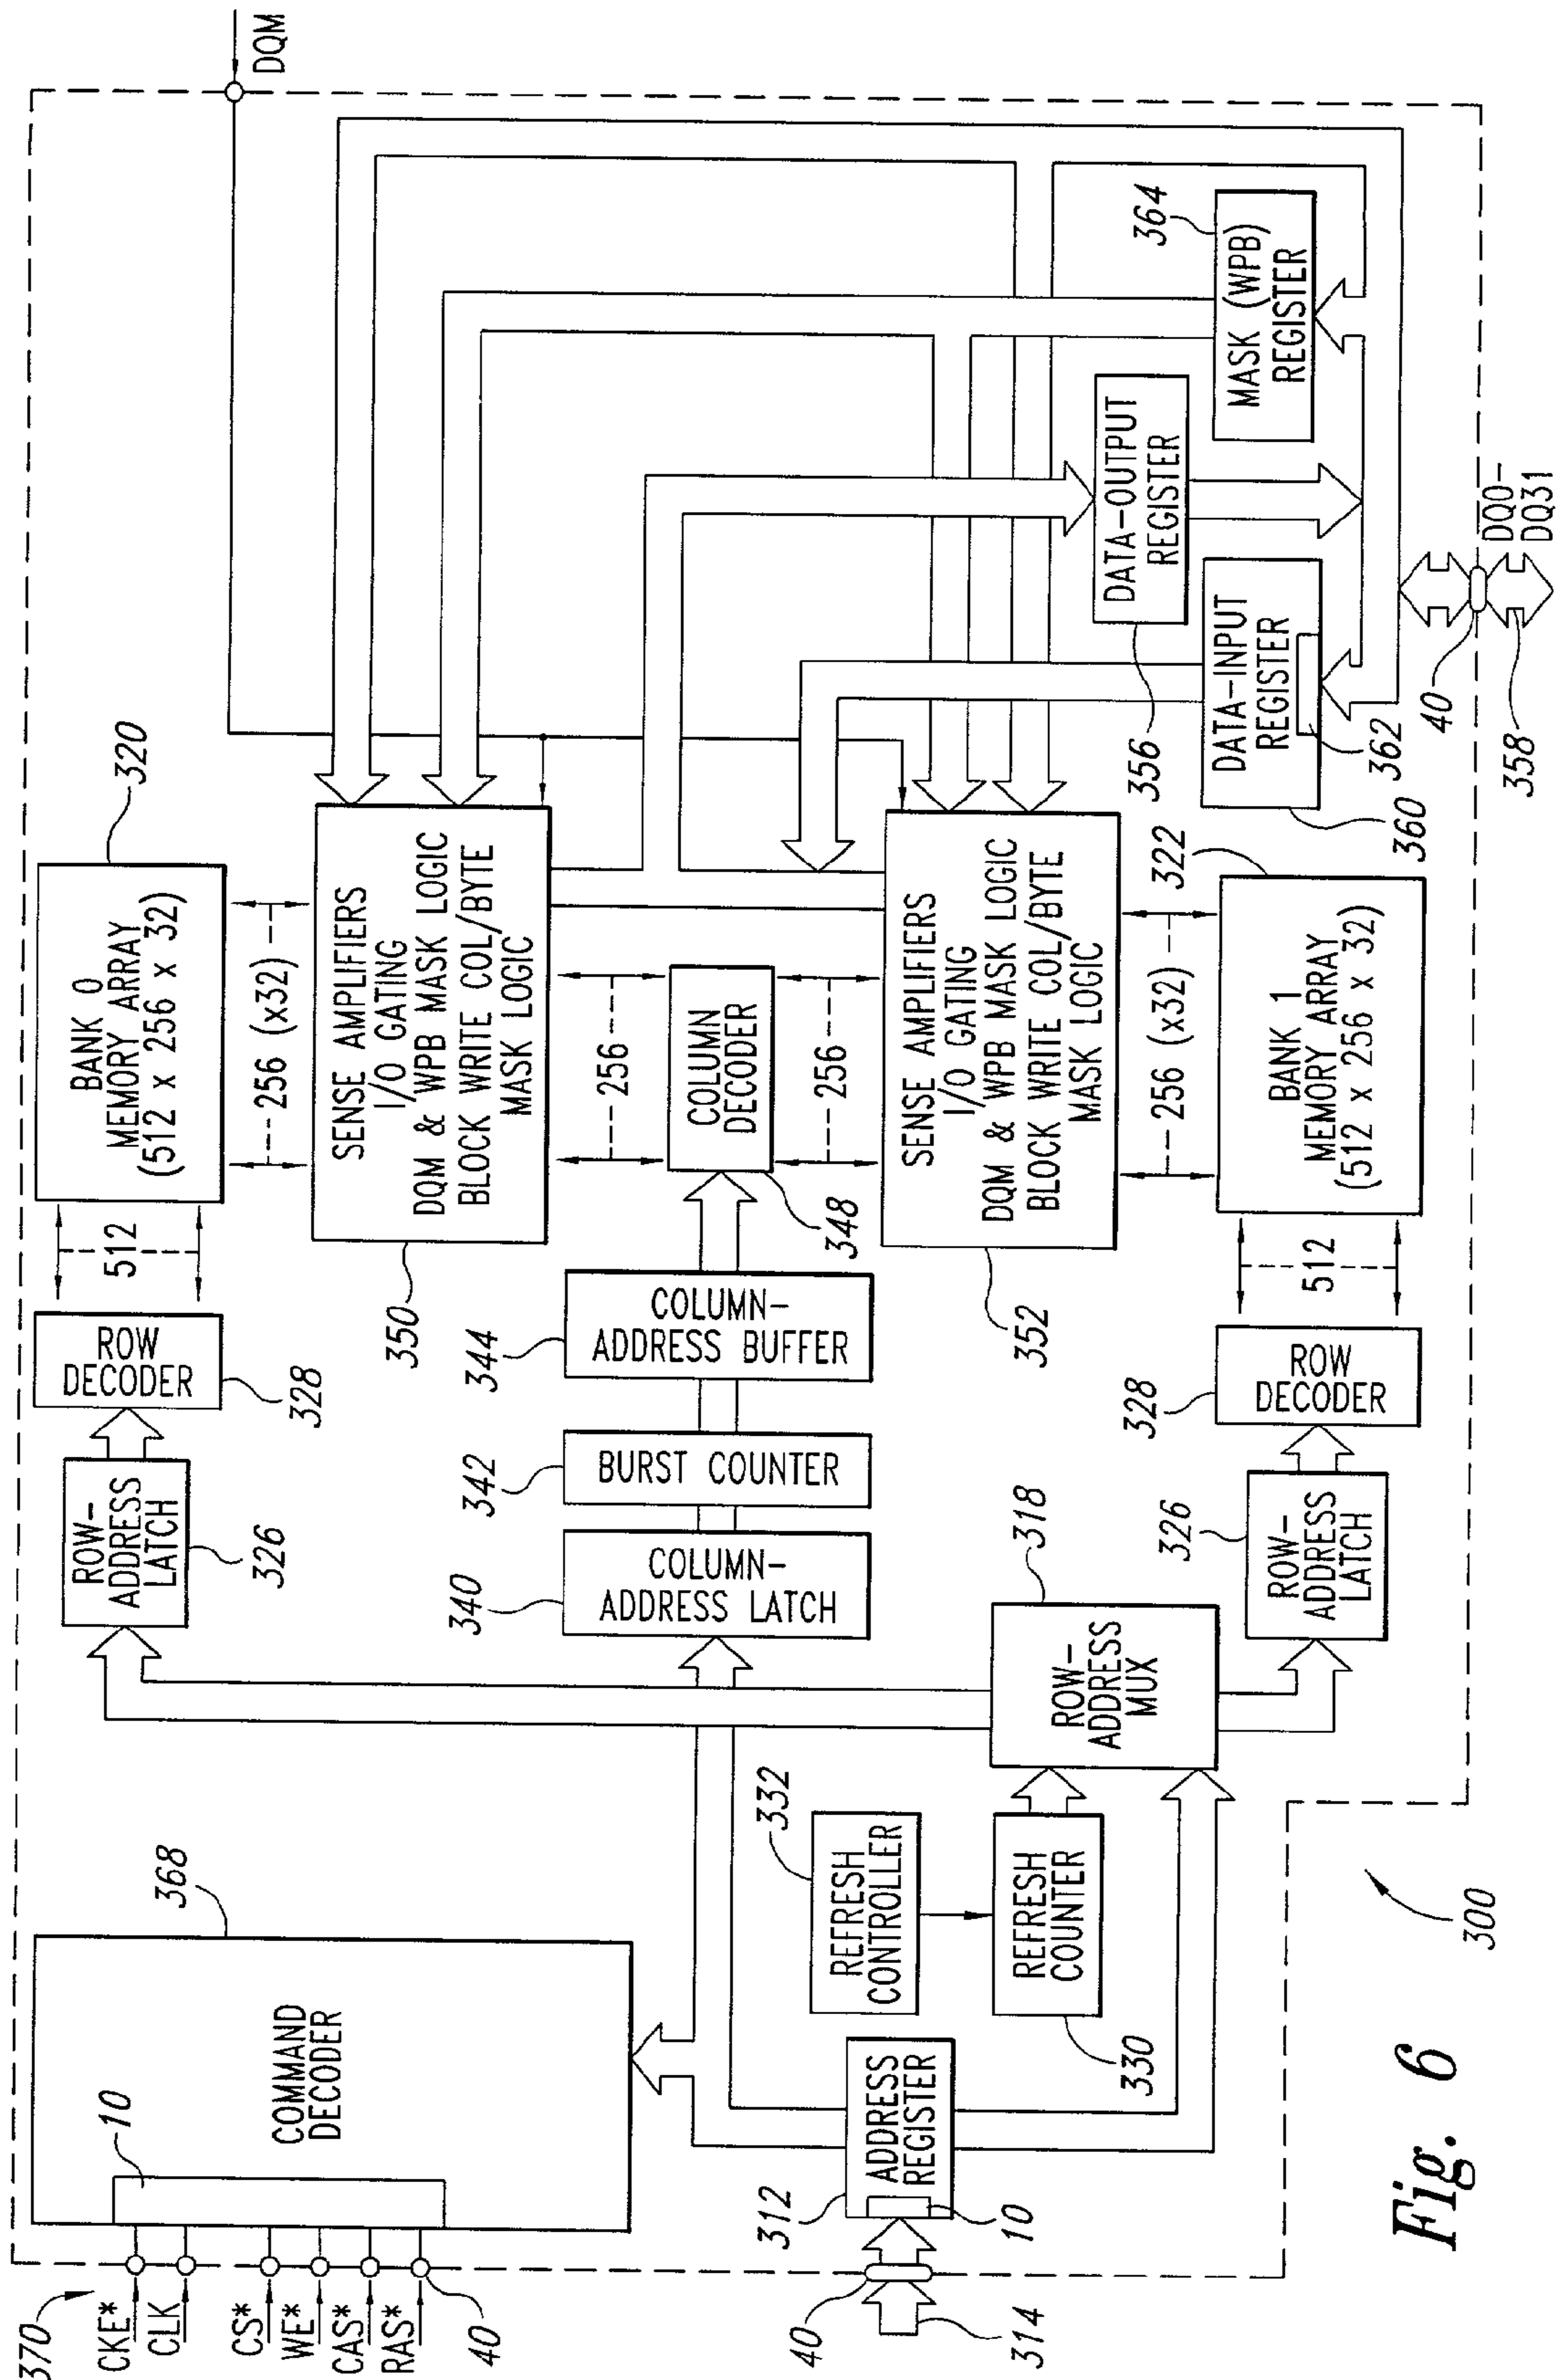 370
CKE*
CLK
CS*
WE*
CAS*
RAS*
40
10
COMMAND
DECODER
368
40
314
312
10
ADDRESS
REGISTER
REFRESH
CONTROLLER
332
REFRESH
COUNTER
330
ROW-
ADDRESS
MUX
318
ROW-
ADDRESS
LATCH
326
ROW
DECODER
328
512
BANK 0
MEMORY ARRAY
(512 x 256 x 32)
320
256 (x32)
SENSE AMPLIFIERS
I/O GATING
DQM & WPB MASK LOGIC
BLOCK WRITE COL/BYTE
MASK LOGIC
350
256
340
COLUMN-
ADDRESS LATCH
342
BURST COUNTER
344
COLUMN-
ADDRESS BUFFER
COLUMN
DECODER
348
256
SENSE AMPLIFIERS
I/O GATING
DQM & WPB MASK LOGIC
BLOCK WRITE COL/BYTE
MASK LOGIC
352
256 (x32)
326
ROW-
ADDRESS
LATCH
328
ROW
DECODER
512
BANK 1
MEMORY ARRAY
(512 x 256 x 32)
322
DQM
DATA-OUTPUT
REGISTER
356
DATA-INPUT
REGISTER
362
360
MASK (WPB)
REGISTER
364
40
358
DQ0-
DQ31
300
Fig. 6